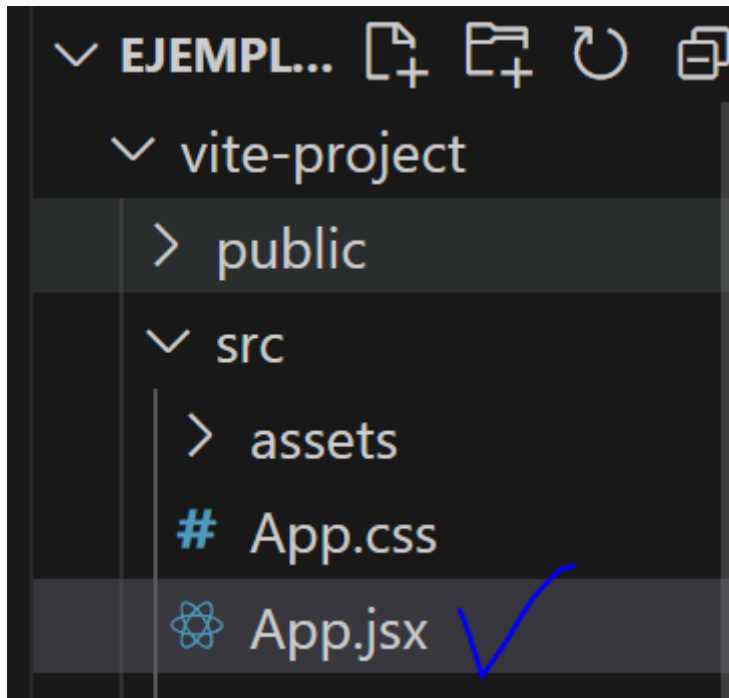 EJEMPL...
vite-project
public
src
assets
# App.css
App.jsx